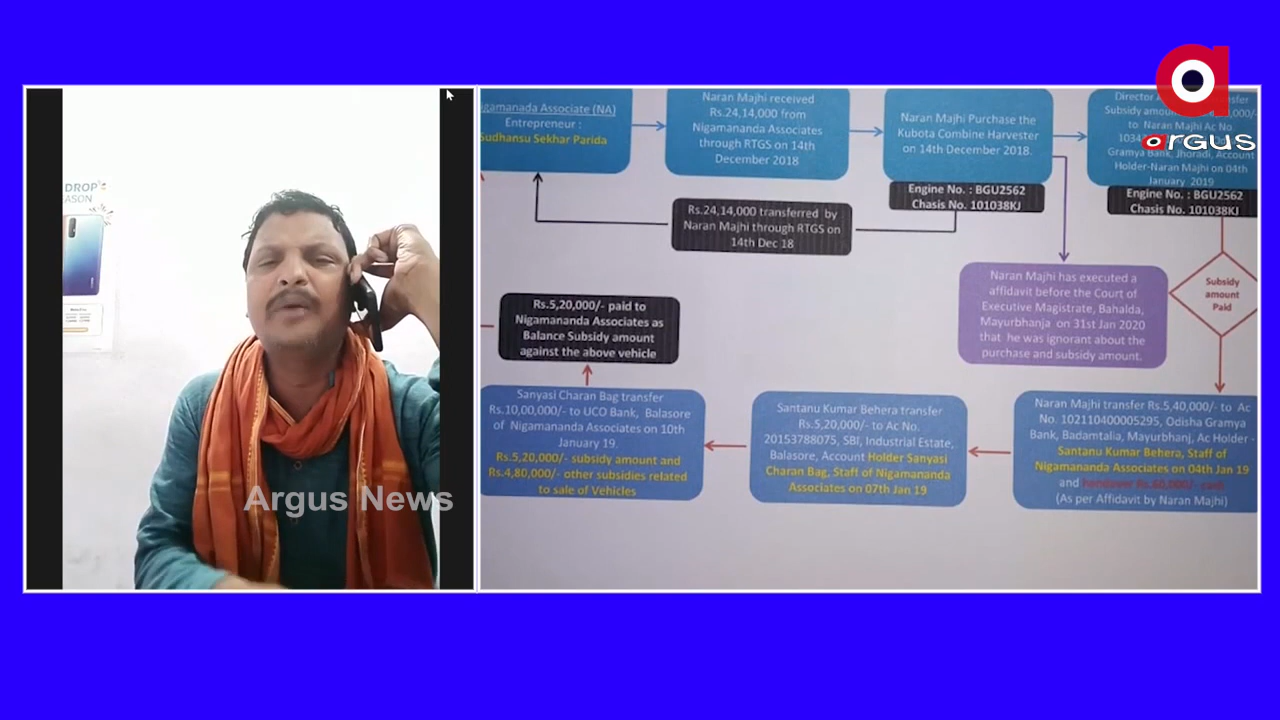 argus
DROP
ASON
Argus News
igamanada Associate (NA)
Entrepreneur :
Sudhansu Sekhar Parida
Naran Majhi received
Rs.24,14,000 from
Nigamananda Associates
through RTGS on 14th
December 2018
Naran Majhi Purchase the
Kubota Combine Harvester
on 14th December 2018.
Engine No. : BGU2562
Chasis No. 101038KJ
Director
Subsidy
to Naran Majhi Ac No
Gramya Bank, Jhoradi, Account
Holder-Naran Majhi on 04th
January 2019
Engine No. : BGU2562
Chasis No. 101038KJ
Rs.24,14,000 transferred by
Naran Majhi through RTGS on
14th Dec 18
Naran Majhi has executed a
affidavit before the Court of
Executive Magistrate, Bahalda,
Mayurbhanja on 31st Jan 2020
that he was ignorant about the
purchase and subsidy amount.
Subsidy
amount
Paid
Rs.5,20,000/- paid to
Nigamananda Associates as
Balance Subsidy amount
against the above vehicle
Sanyasi Charan Bag transfer
Rs.10,00,000/- to UCO Bank, Balasore
of Nigamananda Associates on 10th
January 19.
Rs.5,20,000/- subsidy amount and
Rs.4,80,000/- other subsidies related
to sale of Vehicles
Santanu Kumar Behera transfer
Rs.5,20,000/- to Ac No.
20153788075, SBI, Industrial Estate,
Balasore, Account Holder Sanyasi
Charan Bag, Staff of Nigamananda
Associates on 07th Jan 19
Naran Majhi transfer Rs.5,40,000/- to Ac
No. 102110400005295, Odisha Gramya
Bank, Badamtalia, Mayurbhanj, Ac Holder -
Santanu Kumar Behera, Staff of
Nigamananda Associates on 04th Jan 19
and handover Rs.60,000/- cash
(As per Affidavit by Naran Majhi)